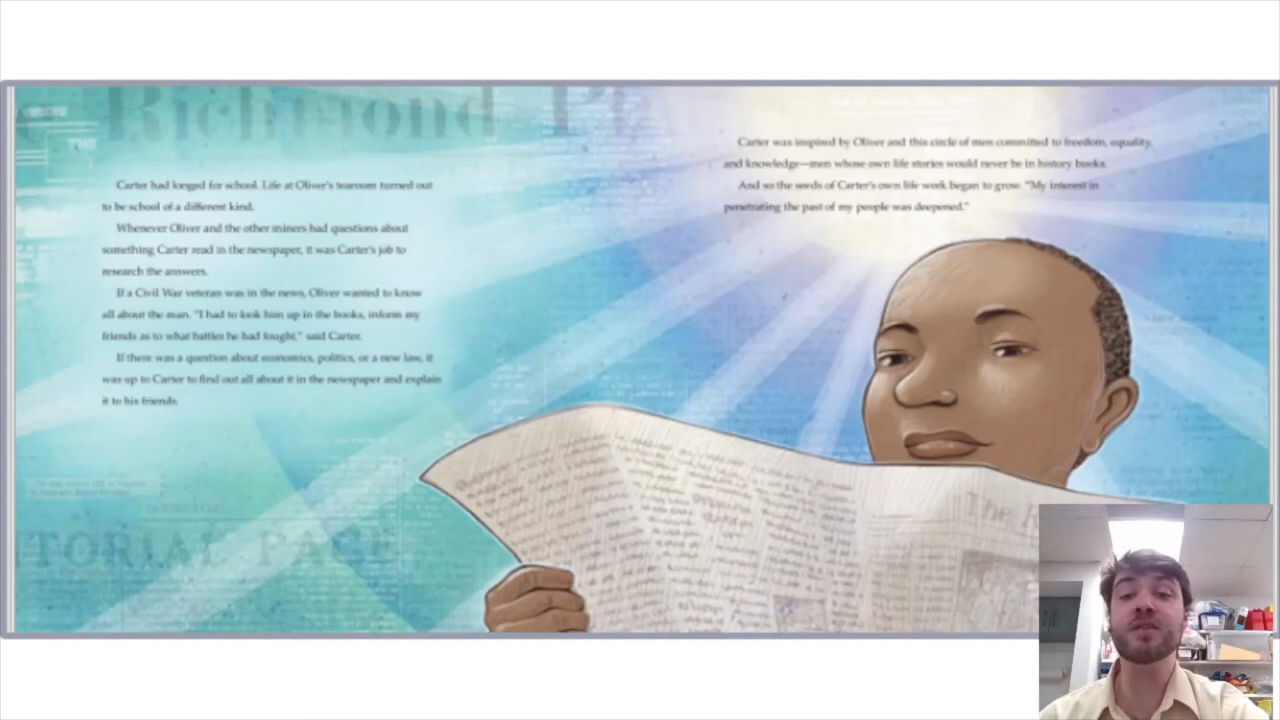 Richmond Pl
Carter had longed for school. Life at Oliver's tearoom turned out
to be school of a different kind.
Whenever Oliver and the other miners had questions about
something Carter read in the newspaper, it was Carter's job to
research the answers.
If a Civil War veteran was in the news, Oliver wanted to know
all about the man. "I had to look him up in the books, inform my
friends as to what battles he had fought," said Carter.
If there was a question about economics, politics, or a new law, it
was up to Carter to find out all about it in the newspaper and explain
it to his friends.
TORIAL PAGE
Carter was inspired by Oliver and this circle of men committed to freedom, equality,
and knowledge—men whose own life stories would never be in history books.
And so the seeds of Carter's own life work began to grow. "My interest in
penetrating the past of my people was deepened."
The R